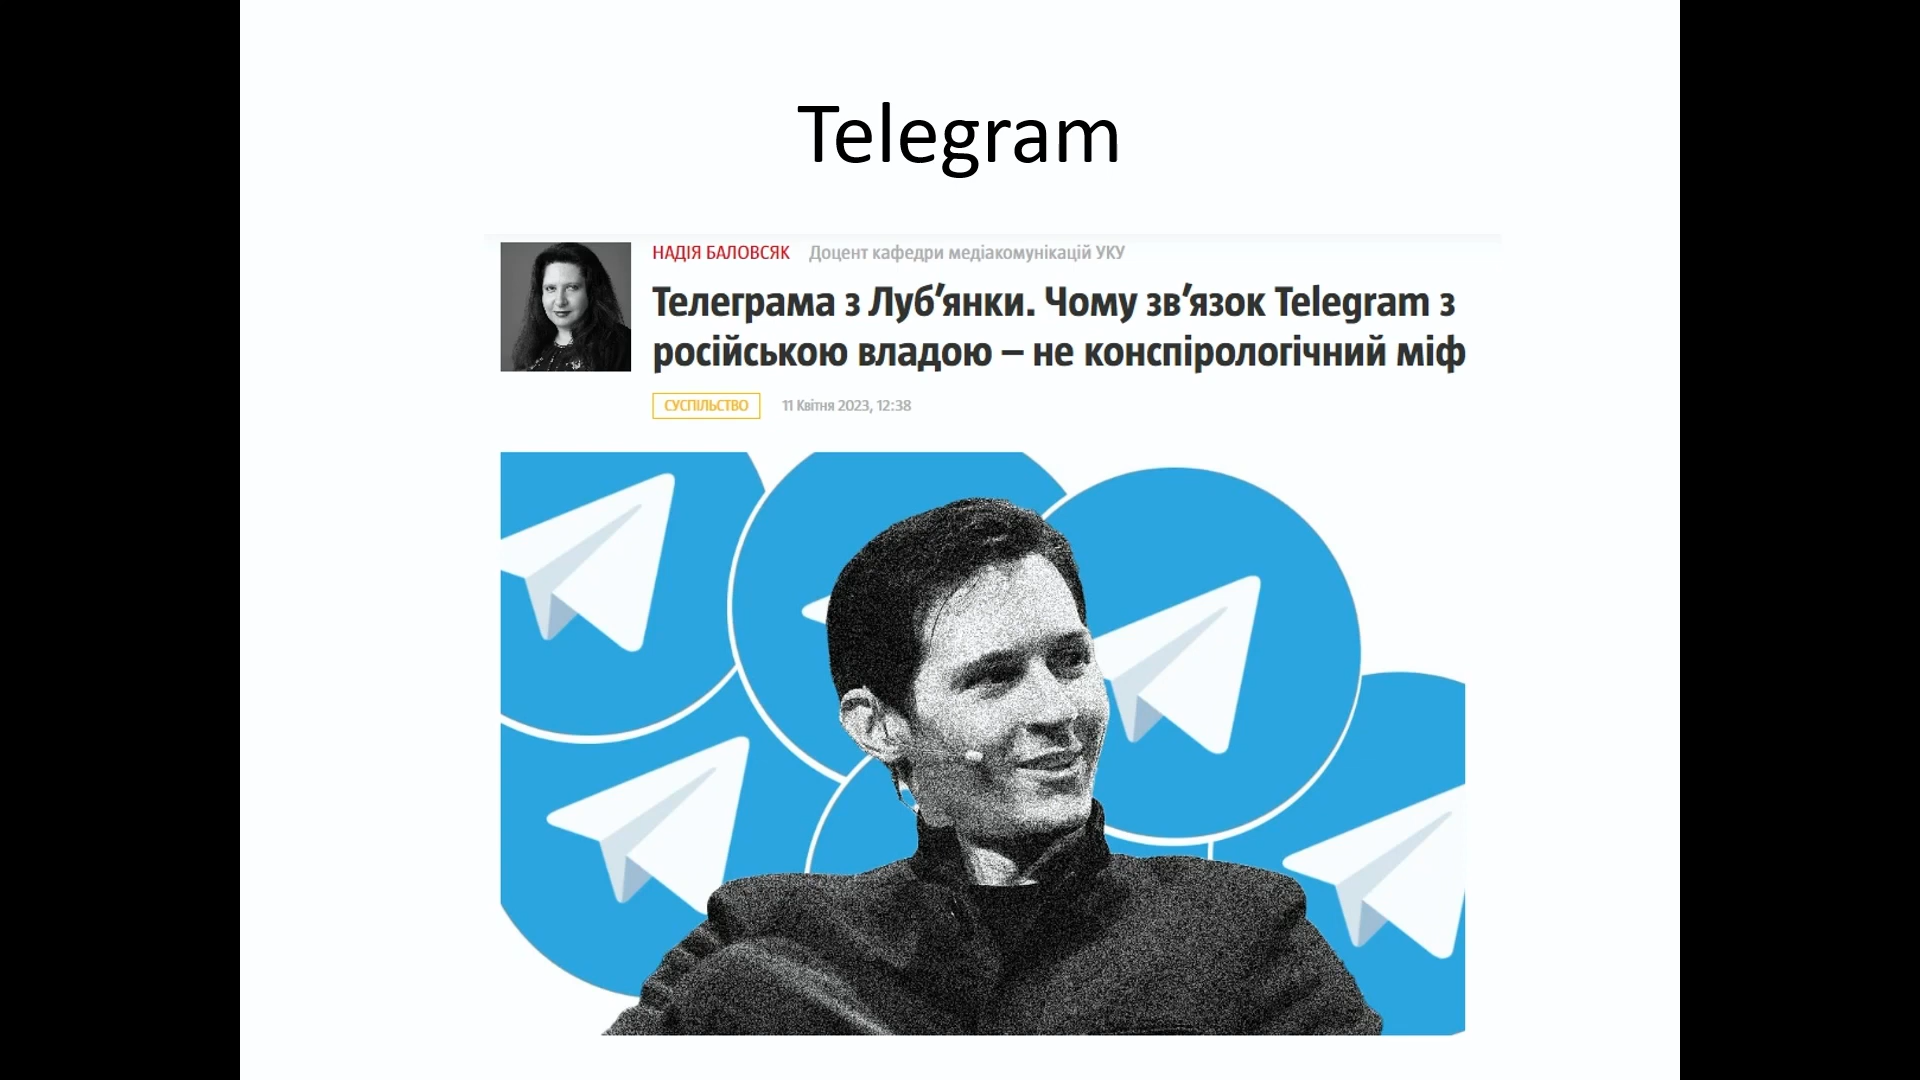 Telegram
НАДІЯ БАЛОВСЯК Доцент кафедри медіакомунікацій УКУ
Телеграма з Луб’янки. Чому зв’язок Telegram з
російською владою – не конспірологічний міф
СУСПІЛЬСТВО 11 Квітня 2023, 12:38